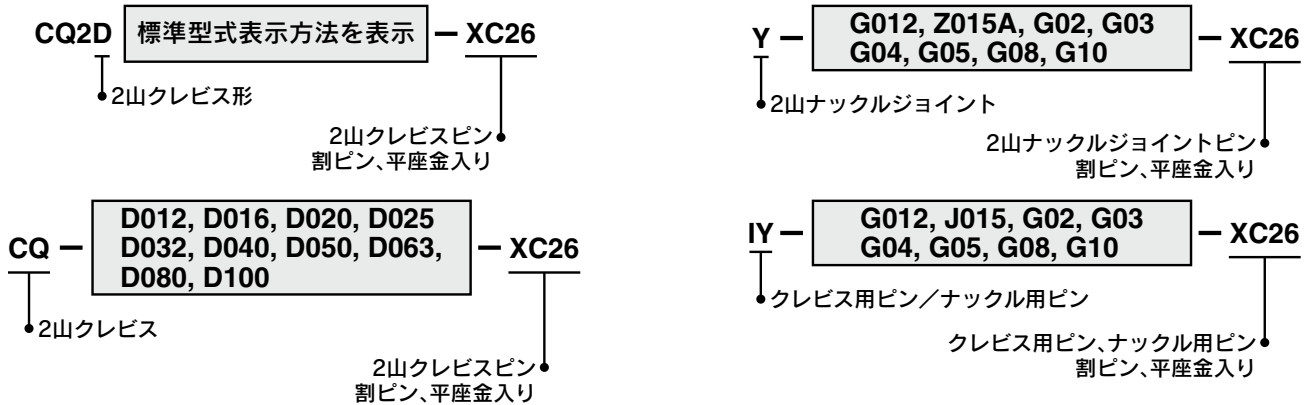 CQ2D 標準型式表示方法を表示 — XC26
2山クレビス形
2山クレビスピン
割ピン、平座金入り
CQ — D012, D016, D020, D025
D032, D040, D050, D063,
D080, D100
— XC26
2山クレビス
2山クレビスピン
割ピン、平座金入り
Y — G012, Z015A, G02, G03
G04, G05, G08, G10
— XC26
2山ナックルジョイント
2山ナックルジョイントピン
割ピン、平座金入り
IY — G012, J015, G02, G03
G04, G05, G08, G10
— XC26
クレビス用ピン／ナックル用ピン
クレビス用ピン、ナックル用ピン
割ピン、平座金入り